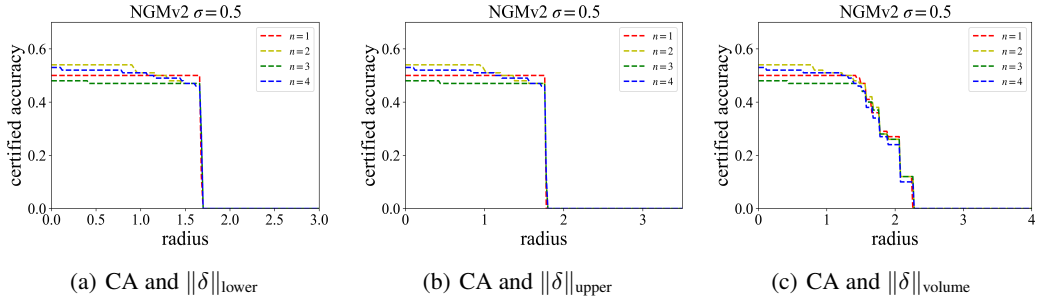 NGMv2 σ = 0.5
certified accuracy
0.6
0.4
0.2
0.0
n = 1
n = 2
n = 3
n = 4
0.0 0.5 1.0 1.5 2.0 2.5 3.0
radius
(a) CA and ‖δ‖lower
NGMv2 σ = 0.5
certified accuracy
0.6
0.4
0.2
0.0
n = 1
n = 2
n = 3
n = 4
0 1 2 3
radius
(b) CA and ‖δ‖upper
NGMv2 σ = 0.5
certified accuracy
0.6
0.4
0.2
0.0
n = 1
n = 2
n = 3
n = 4
0 1 2 3 4
radius
(c) CA and ‖δ‖volume